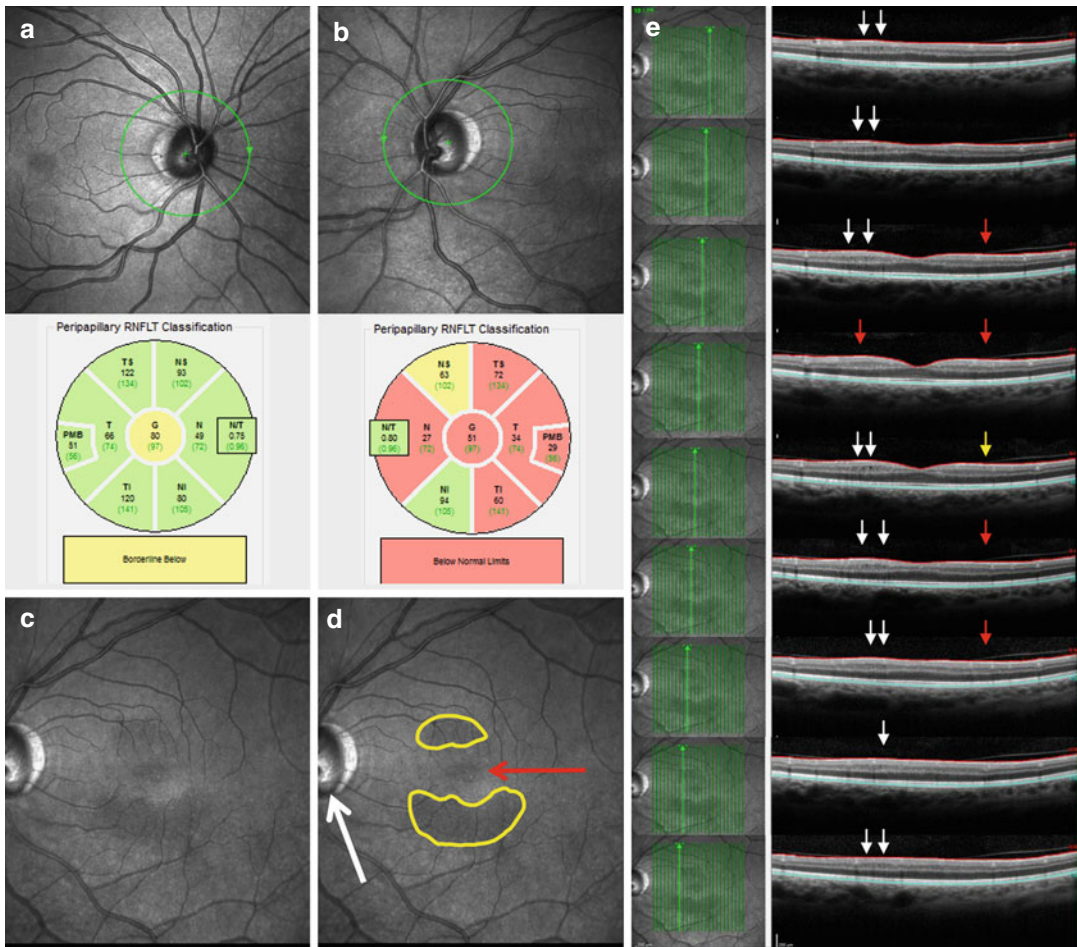 a
b
e
Peripapillary RNFLT Classification
TS
122
(134)
NS
93
(102)
T
66
(74)
G
80
(97)
N
49
(72)
N/T
0.75
(0.96)
PMB
51
(56)
TI
120
(141)
NI
80
(105)
Borderline Below
Peripapillary RNFLT Classification
NS
63
(102)
TS
72
(134)
N/T
0.80
(0.96)
N
27
(72)
G
51
(97)
T
34
(74)
PMB
29
(56)
NI
94
(105)
TI
60
(141)
Below Normal Limits
c
d